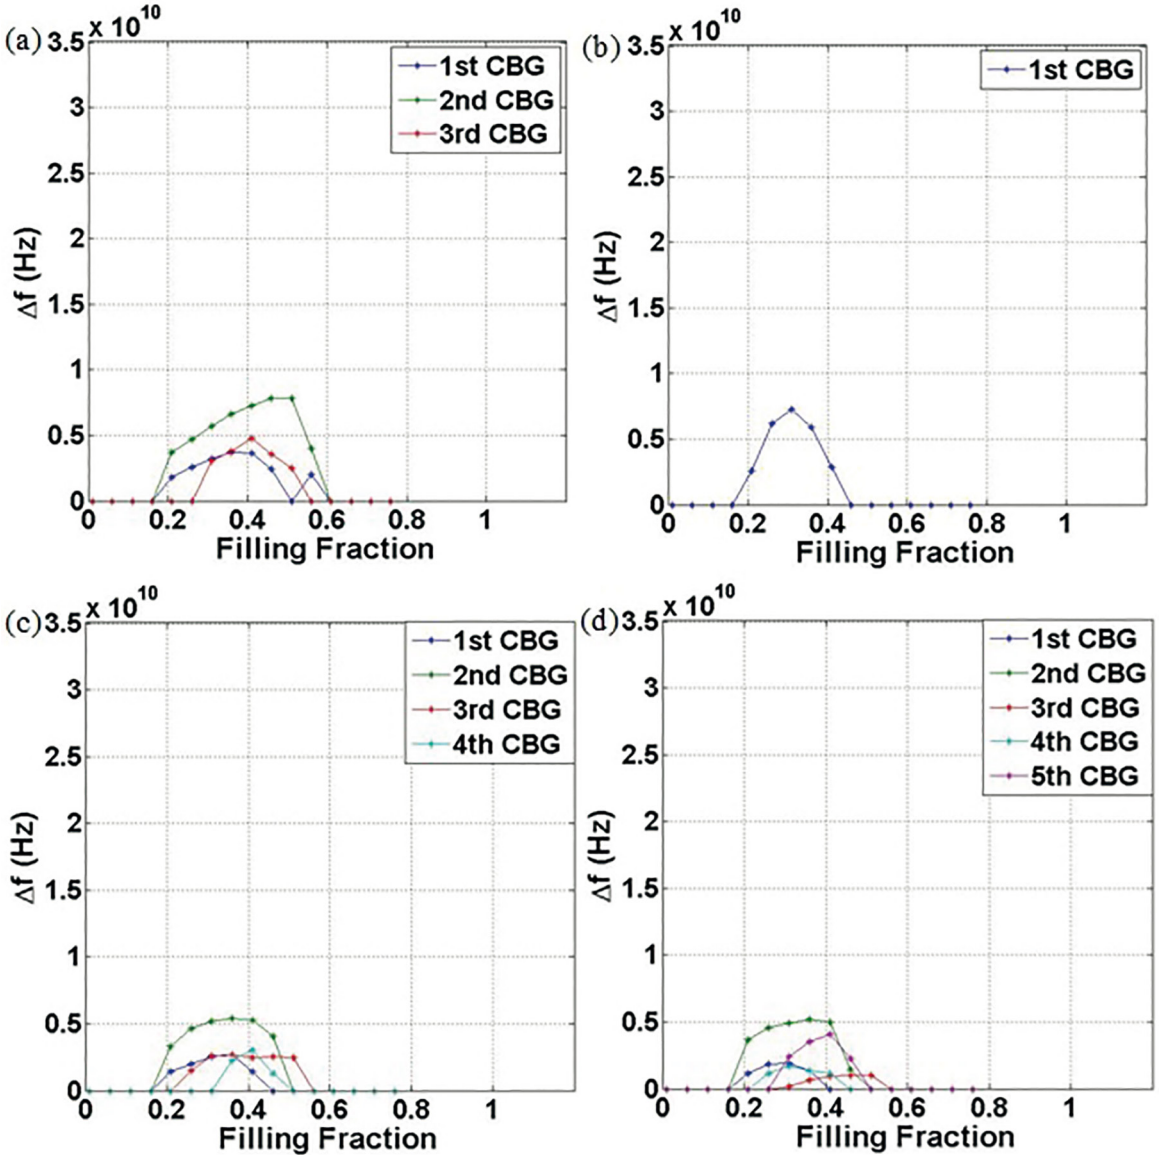 (a)
x 10^10
3.5
3
2.5
2
1.5
1
0.5
0
Δf (Hz)
1st CBG
2nd CBG
3rd CBG
0 0.2 0.4 0.6 0.8 1
Filling Fraction
(b)
x 10^10
3.5
3
2.5
2
1.5
1
0.5
0
Δf (Hz)
1st CBG
0 0.2 0.4 0.6 0.8 1
Filling Fraction
(c)
x 10^10
3.5
3
2.5
2
1.5
1
0.5
0
Δf (Hz)
1st CBG
2nd CBG
3rd CBG
4th CBG
0 0.2 0.4 0.6 0.8 1
Filling Fraction
(d)
x 10^10
3.5
3
2.5
2
1.5
1
0.5
0
Δf (Hz)
1st CBG
2nd CBG
3rd CBG
4th CBG
5th CBG
0 0.2 0.4 0.6 0.8 1
Filling Fraction